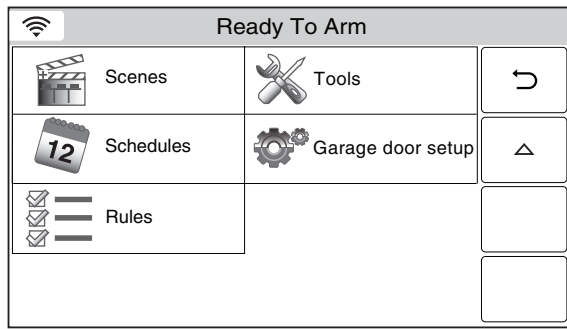 Ready To Arm
Scenes
Tools
12
Schedules
Garage door setup
Rules